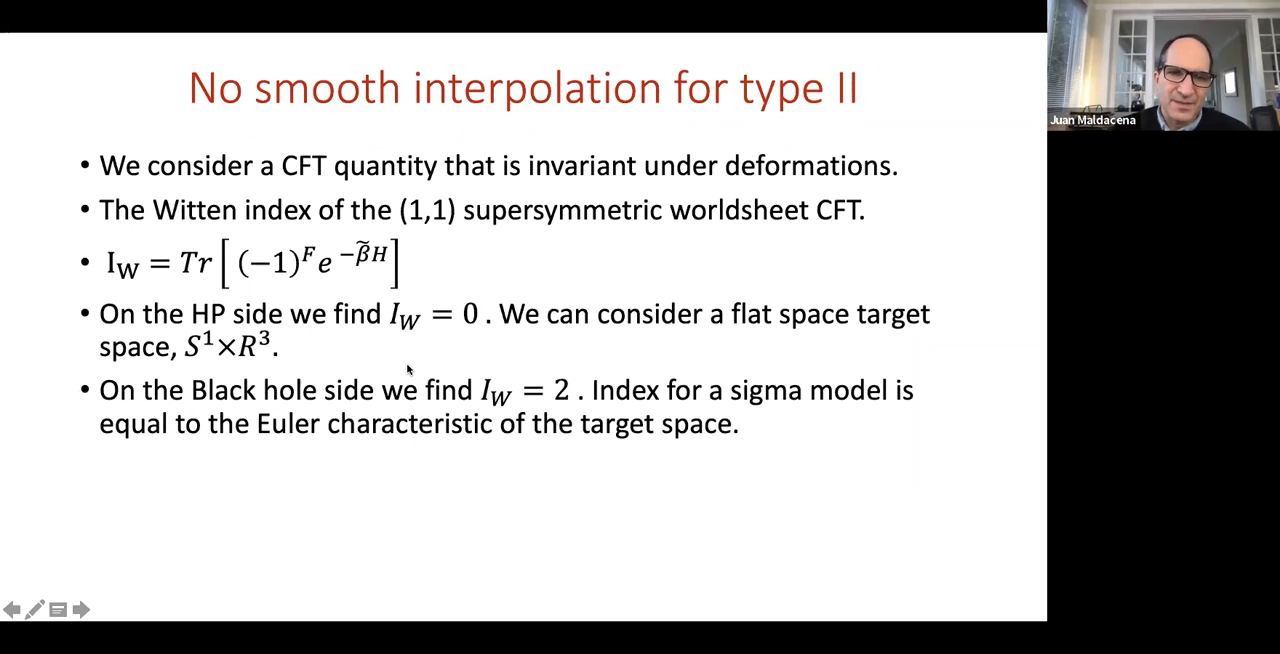 No smooth interpolation for type II
Juan Maldacena
• We consider a CFT quantity that is invariant under deformations.
• The Witten index of the (1,1) supersymmetric worldsheet CFT.
• I_W = Tr[ (−1)^F e^{−β̃H} ]
• On the HP side we find I_W = 0 . We can consider a flat space target
space, S^1×R^3.
• On the Black hole side we find I_W = 2 . Index for a sigma model is
equal to the Euler characteristic of the target space.